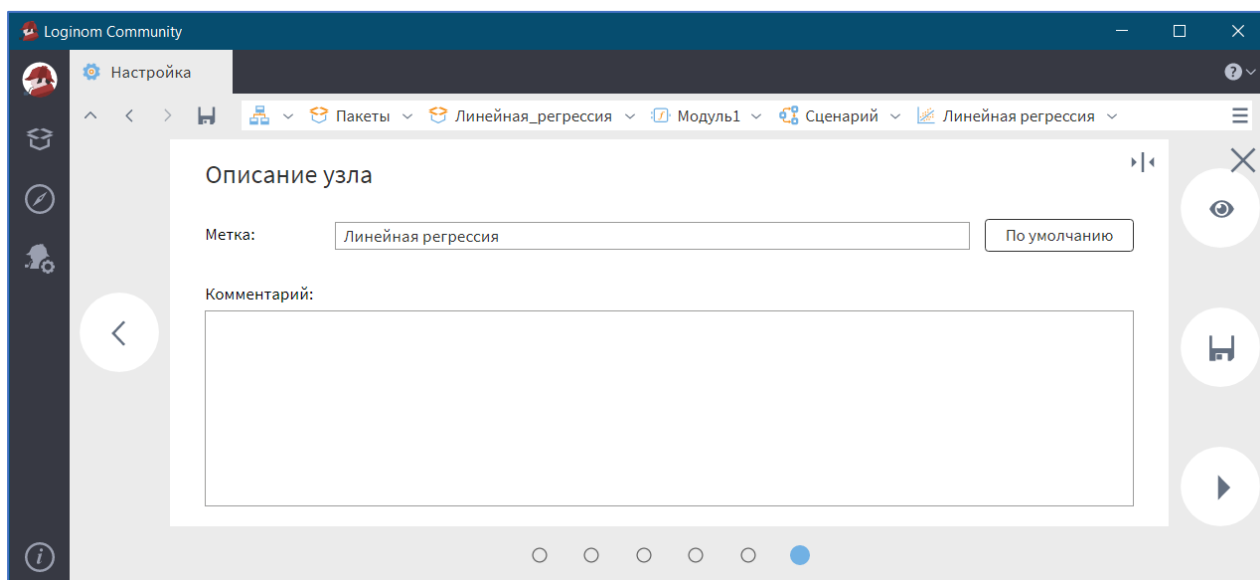 Loginom Community
Настройка
Пакеты Линейная_регрессия Модуль1 Сценарий Линейная регрессия
Описание узла
Метка: Линейная регрессия По умолчанию
Комментарий: